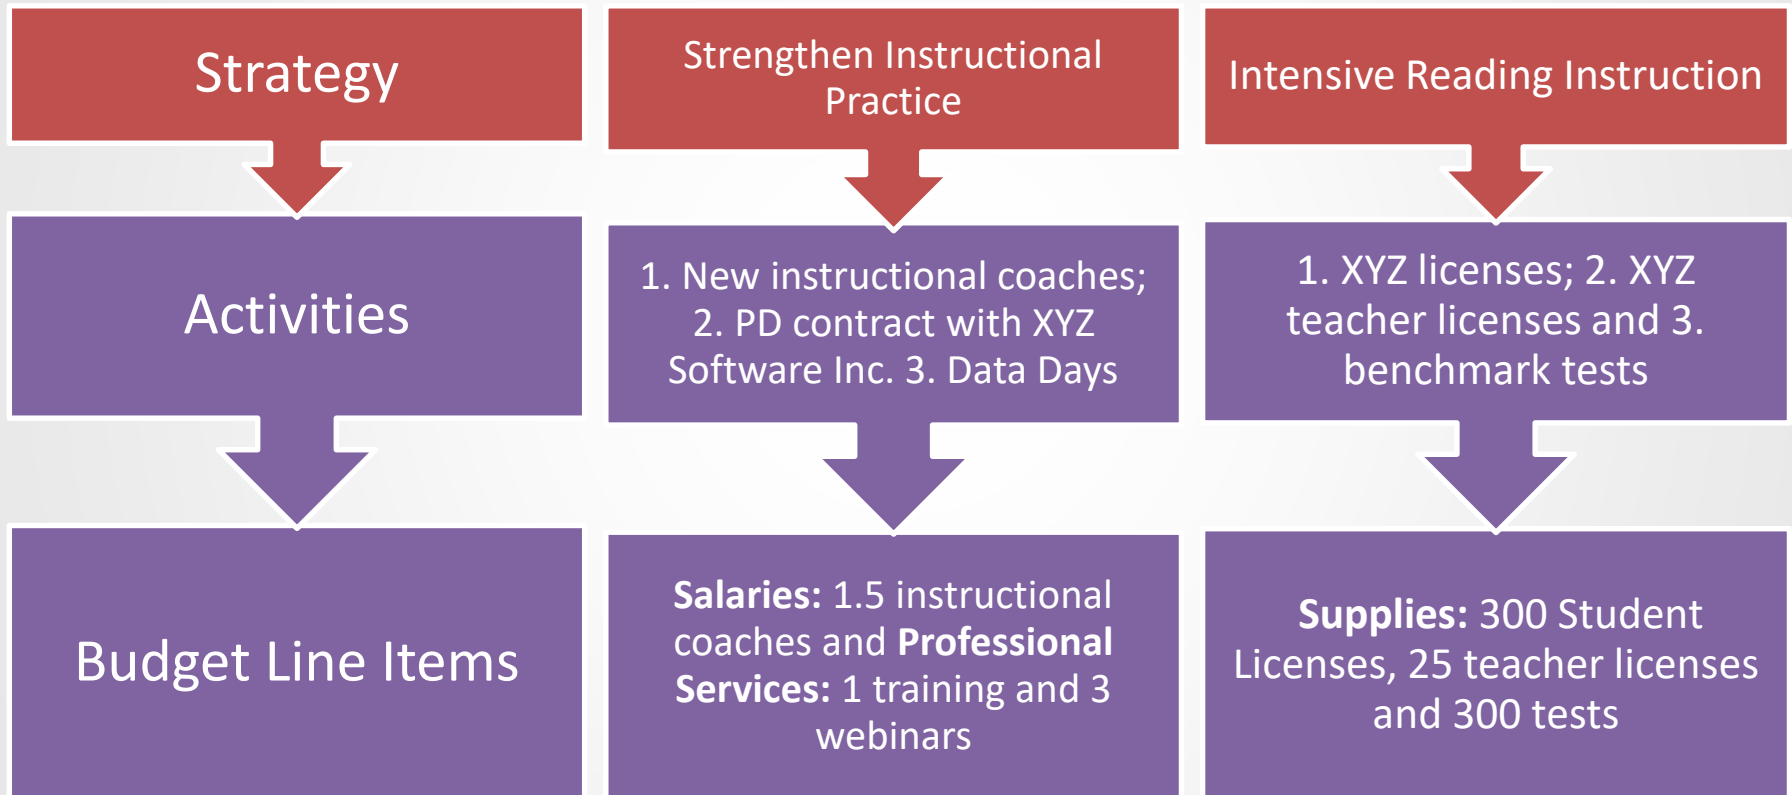 Strategy
Activities
Budget Line Items
Strengthen Instructional
Practice
1. New instructional coaches;
2. PD contract with XYZ
Software Inc. 3. Data Days
Salaries: 1.5 instructional
coaches and Professional
Services: 1 training and 3
webinars
Intensive Reading Instruction
1. XYZ licenses; 2. XYZ
teacher licenses and 3.
benchmark tests
Supplies: 300 Student
Licenses, 25 teacher licenses
and 300 tests